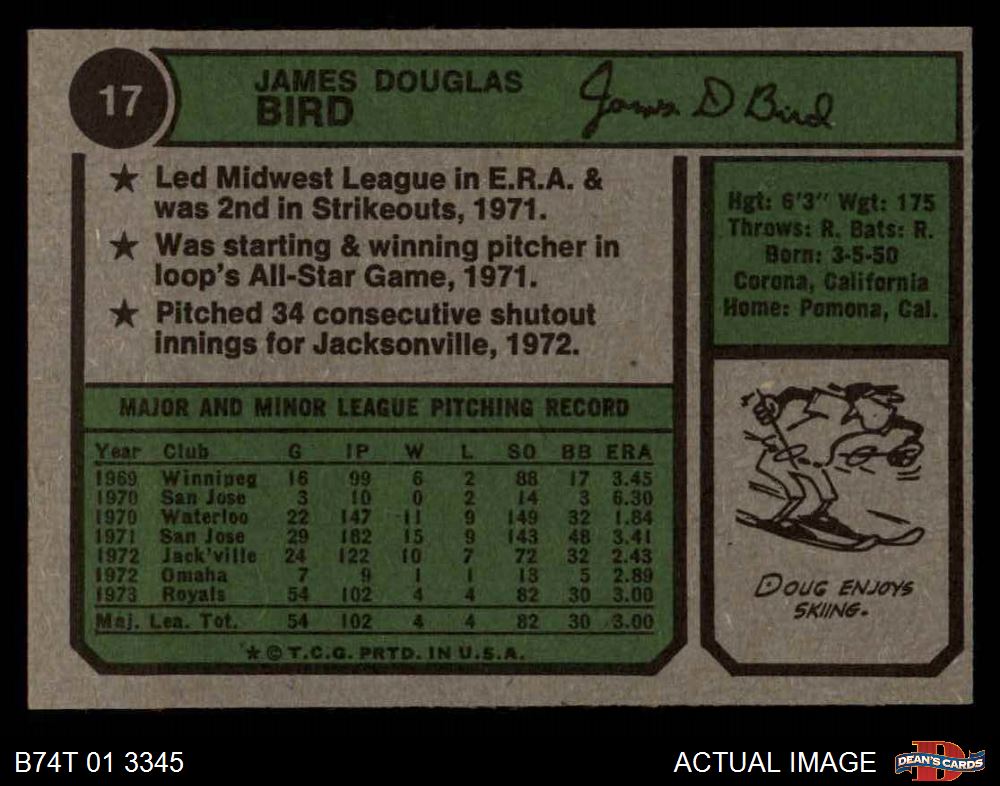 17
JAMES DOUGLAS
BIRD
James D Bird
★ Led Midwest League in E.R.A. &
was 2nd in Strikeouts, 1971.
★ Was starting & winning pitcher in
loop's All-Star Game, 1971.
★ Pitched 34 consecutive shutout
innings for Jacksonville, 1972.
Hgt: 6'3" Wgt: 175
Throws: R. Bats: R.
Born: 3-5-50
Corona, California
Home: Pomona, Cal.
MAJOR AND MINOR LEAGUE PITCHING RECORD
Year Club G IP W L SO BB ERA
1969 Winnipeg 16 99 6 2 88 17 3.45
1970 San Jose 3 10 0 2 14 3 6.30
1970 Waterloo 22 147 11 9 149 32 1.84
1971 San Jose 29 182 15 9 143 48 3.41
1972 Jack'ville 24 122 10 7 72 32 2.43
1972 Omaha 7 9 1 1 13 5 2.89
1973 Royals 54 102 4 4 82 30 3.00
Maj. Lea. Tot. 54 102 4 4 82 30 3.00
★ © T.C.G. PRTD. IN U.S.A.
DOUG ENJOYS
SKIING.
B74T 01 3345
ACTUAL IMAGE
D
DEAN'S CARDS